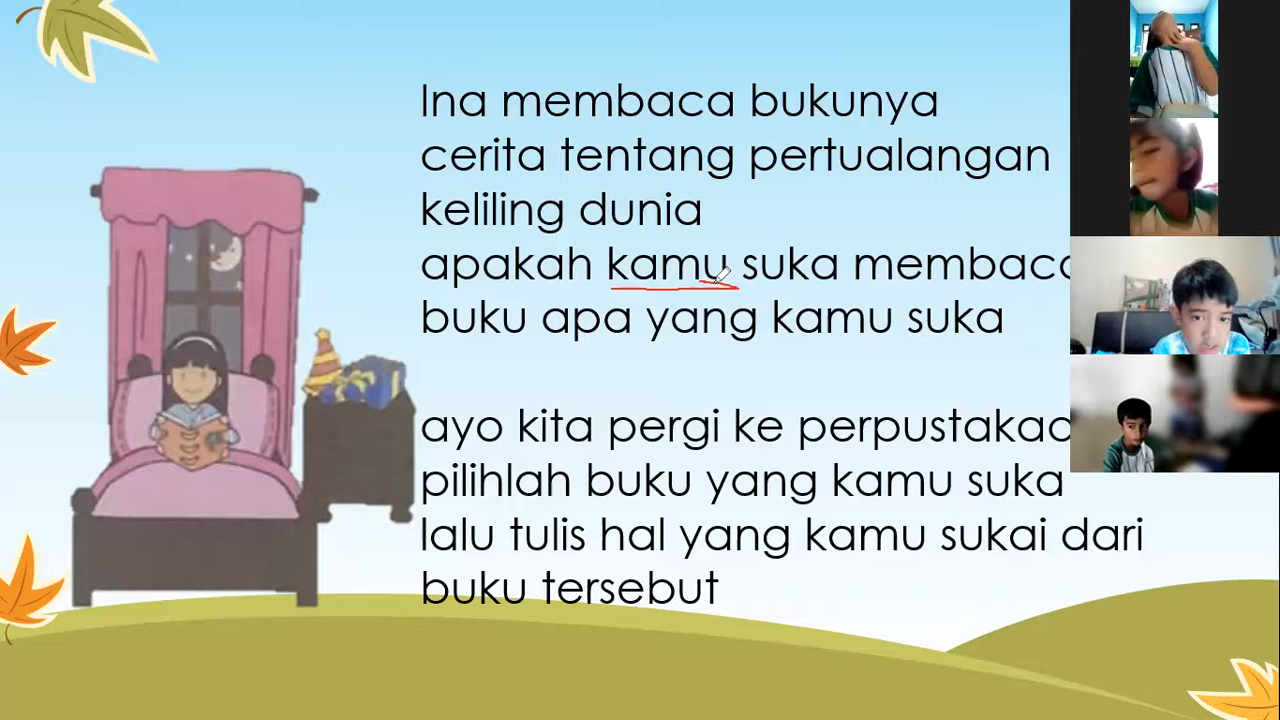 Ina membaca bukunya
cerita tentang pertualangan
keliling dunia
apakah kamu suka membaca
buku apa yang kamu suka
ayo kita pergi ke
pilihlah buku yang kamu suka
lalu tulis hal yang kamu sukai dari
buku tersebut